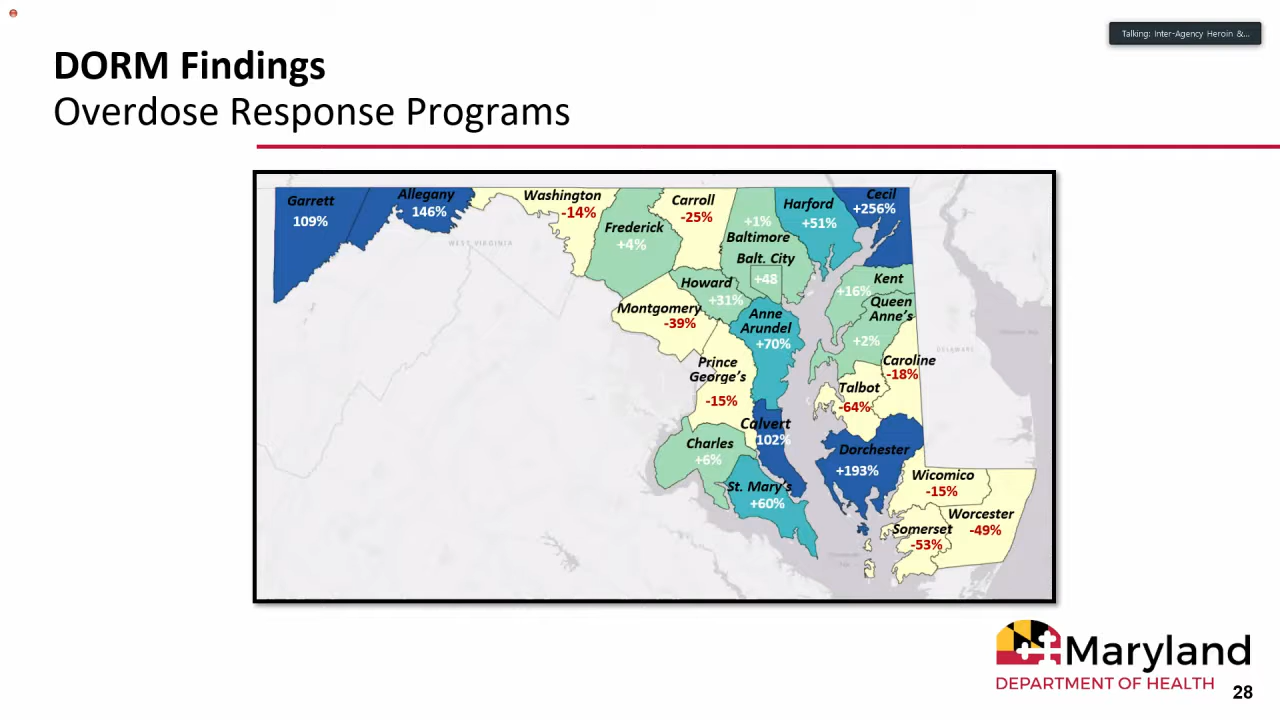 Talking: Inter-Agency Heroin &...
DORM Findings
Overdose Response Programs
Garrett
109%
Allegany
146%
Washington
-14%
Frederick
+4%
Carroll
-25%
+1%
Baltimore
Balt. City
+48
Harford
+51%
Cecil
+256%
WEST VIRGINIA
Howard
+31%
Montgomery
-39%
Anne
Arundel
+70%
Kent
+16%
Queen
Anne's
+2%
DELAWARE
Caroline
-18%
Prince
George's
-15%
Talbot
-64%
Calvert
102%
Charles
+6%
St. Mary's
+60%
Dorchester
+193%
Wicomico
-15%
Worcester
-49%
Somerset
-53%
Maryland
DEPARTMENT OF HEALTH
28